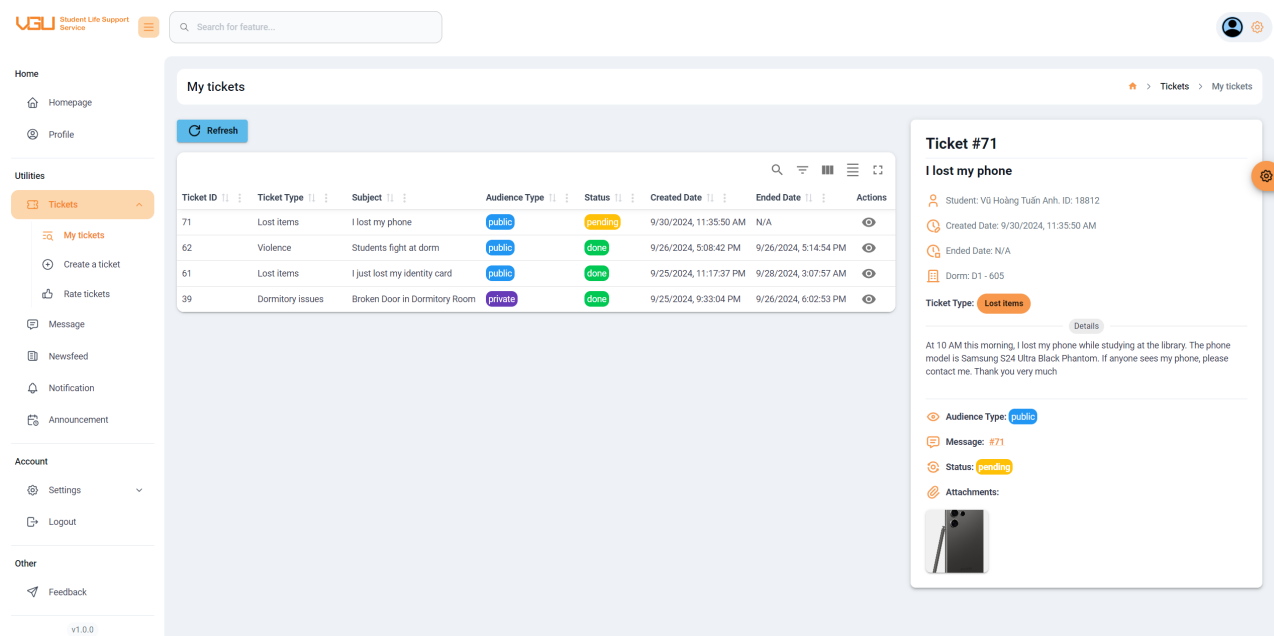 VGU
Student Life Support
Service
Search for feature...
Home
Homepage
Profile
Utilities
Tickets
My tickets
Create a ticket
Rate tickets
Message
Newsfeed
Notification
Announcement
Account
Settings
Logout
Other
Feedback
v1.0.0
My tickets
Tickets > My tickets
Refresh
Ticket ID Ticket Type Subject Audience Type Status Created Date Ended Date Actions
71 Lost items I lost my phone public pending 9/30/2024, 11:35:50 AM N/A
62 Violence Students fight at dorm public done 9/26/2024, 5:08:42 PM 9/26/2024, 5:14:54 PM
61 Lost items I just lost my identity card public done 9/25/2024, 11:17:37 PM 9/28/2024, 3:07:57 AM
39 Dormitory issues Broken Door in Dormitory Room private done 9/25/2024, 9:33:04 PM 9/26/2024, 6:02:53 PM
Ticket #71
I lost my phone
Student: Vũ Hoàng Tuấn Anh. ID: 18812
Created Date: 9/30/2024, 11:35:50 AM
Ended Date: N/A
Dorm: D1 - 605
Ticket Type: Lost items
Details
At 10 AM this morning, I lost my phone while studying at the library. The phone
model is Samsung S24 Ultra Black Phantom. If anyone sees my phone, please
contact me. Thank you very much
Audience Type: public
Message: #71
Status: pending
Attachments: